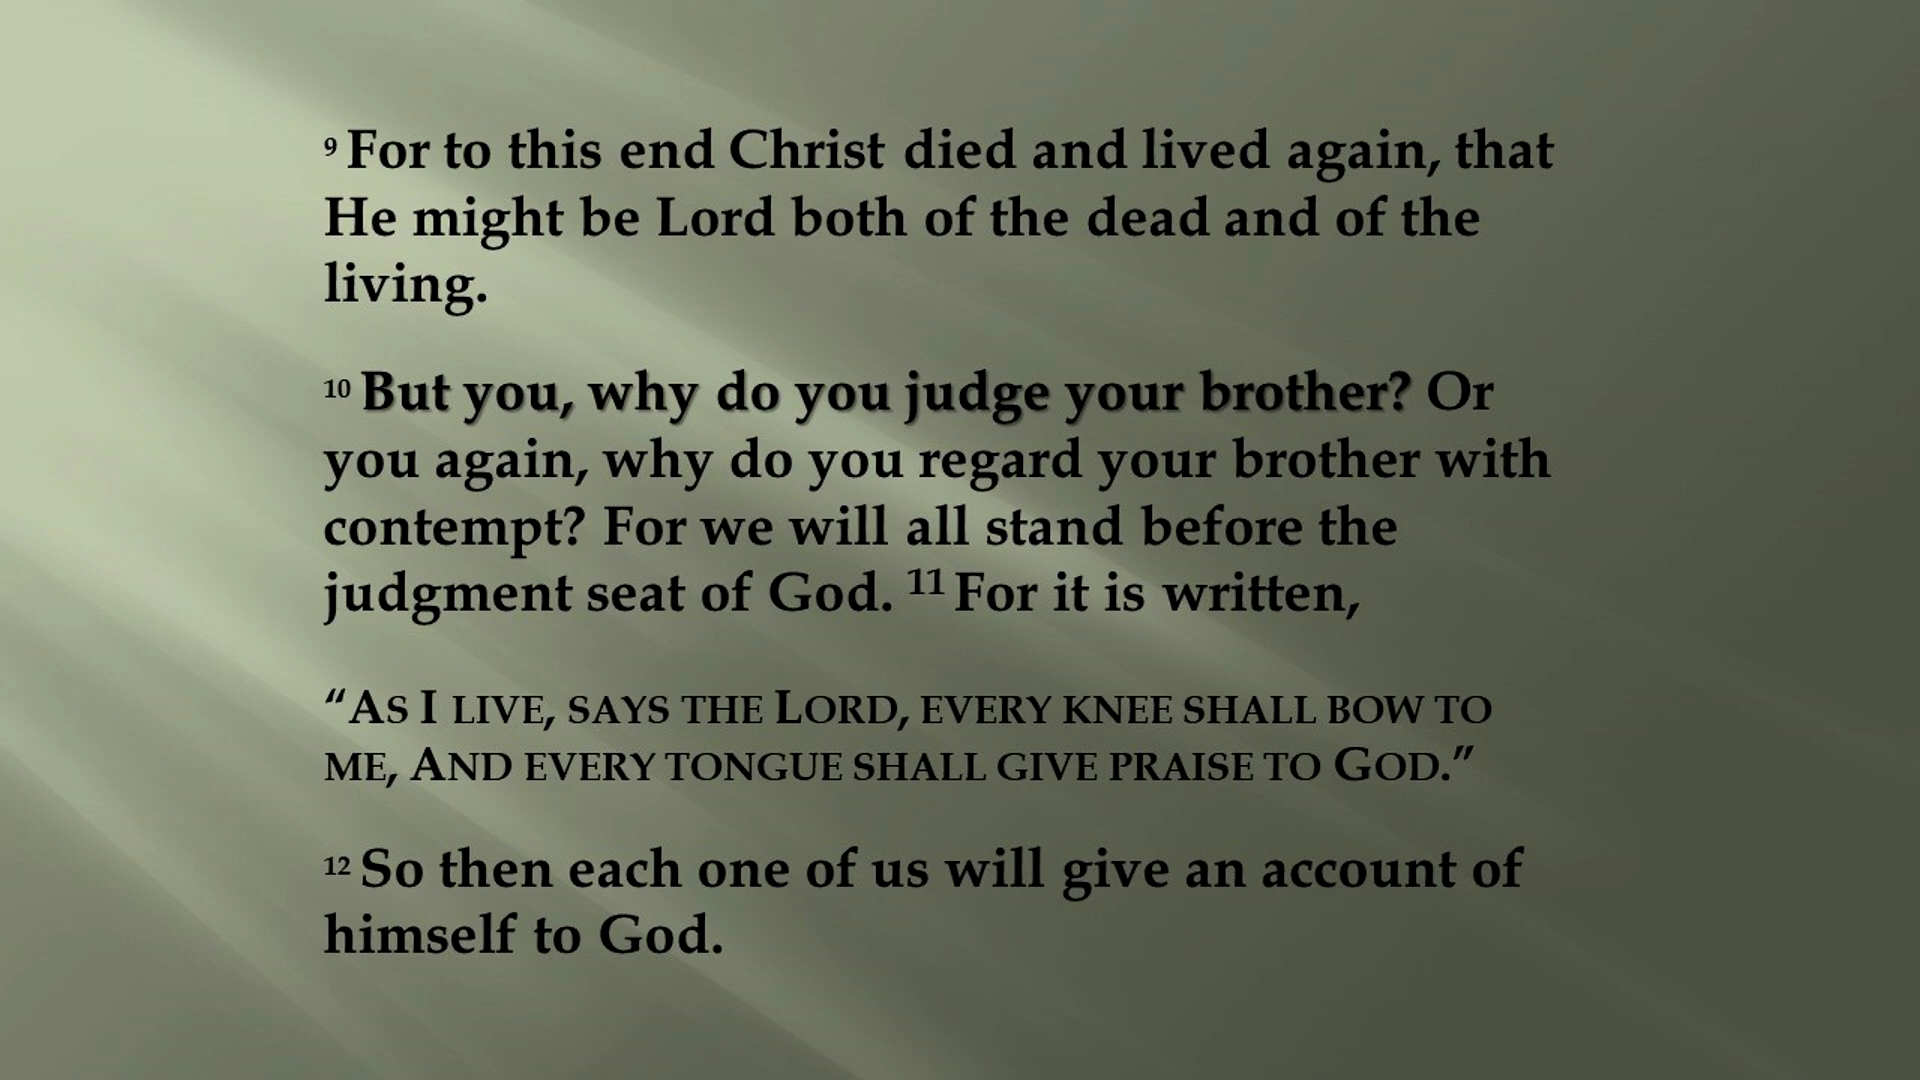 9 For to this end Christ died and lived again, that
He might be Lord both of the dead and of the
living.
10 But you, why do you judge your brother? Or
you again, why do you regard your brother with
contempt? For we will all stand before the
judgment seat of God. 11 For it is written,
“AS I LIVE, SAYS THE LORD, EVERY KNEE SHALL BOW TO
ME, AND EVERY TONGUE SHALL GIVE PRAISE TO GOD.”
12 So then each one of us will give an account of
himself to God.